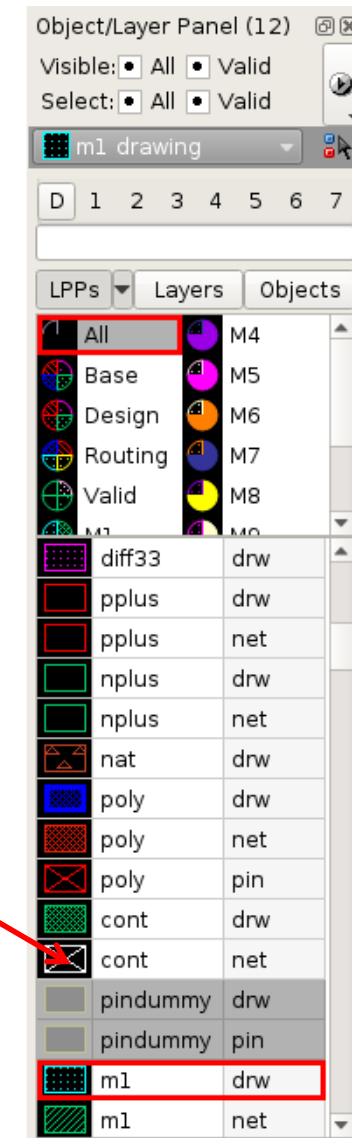 Object/Layer Panel (12)
Visible: All Valid
Select: All Valid
m1 drawing
D 1 2 3 4 5 6 7
LPPs Layers Objects
All M4
Base M5
Design M6
Routing M7
Valid M8
M1 M9
diff33 drw
pplus drw
pplus net
nplus drw
nplus net
nat drw
poly drw
poly net
poly pin
cont drw
cont net
pindummy drw
pindummy pin
m1 drw
m1 net